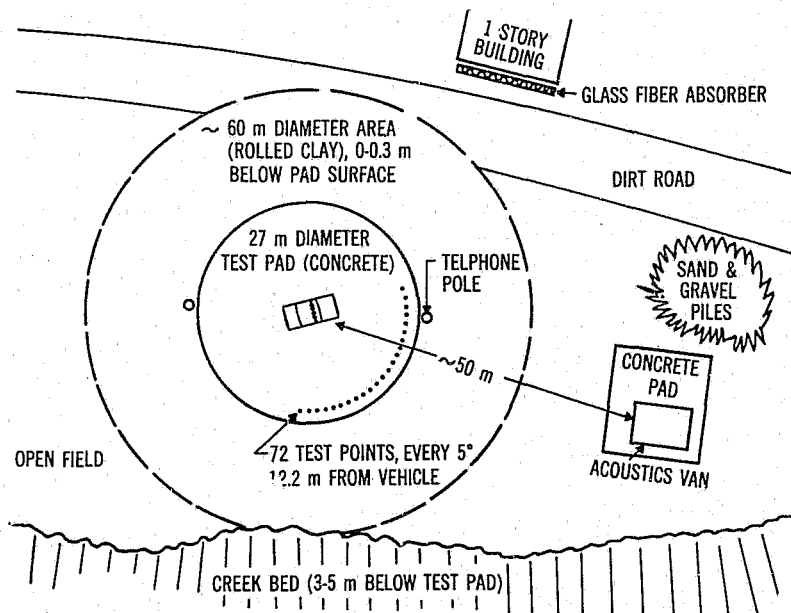 1 STORY
BUILDING
GLASS FIBER ABSORBER
~ 60 m DIAMETER AREA
(ROLLED CLAY), 0-0.3 m
BELOW PAD SURFACE
DIRT ROAD
27 m DIAMETER
TEST PAD (CONCRETE)
TELPHONE
POLE
SAND &
GRAVEL
PILES
~50 m
CONCRETE
PAD
72 TEST POINTS, EVERY 5°
m FROM VEHICLE
OPEN FIELD
ACOUSTICS VAN
CREEK BED (3-5 m BELOW TEST PAD)